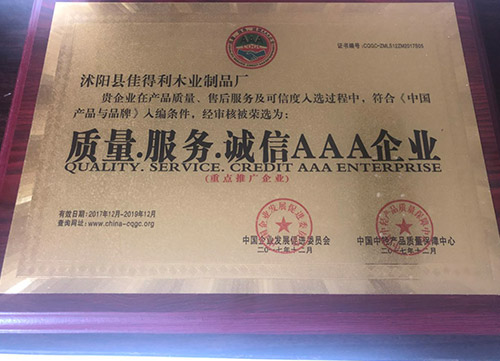 证书编号:CGQC-ZMLS12ZM9917885
沭阳县佳得利木业制品厂
贵企业在产品质量、售后服务及可信度入选过程中,符合《中国
产品与品牌》入编条件,经审核被荣选为:
质量.服务.诚信AAA企业
QUALITY. SERVICE. CREDIT AAA ENTERPRISE
(重点推广企业)
有效日期:2017年12月-2019年12月
查询网址:www.china-cqgc.org
中国企业发展促进委员会
二〇一七年十二月
中国中轻产品质量保障中心
二〇一七年十二月